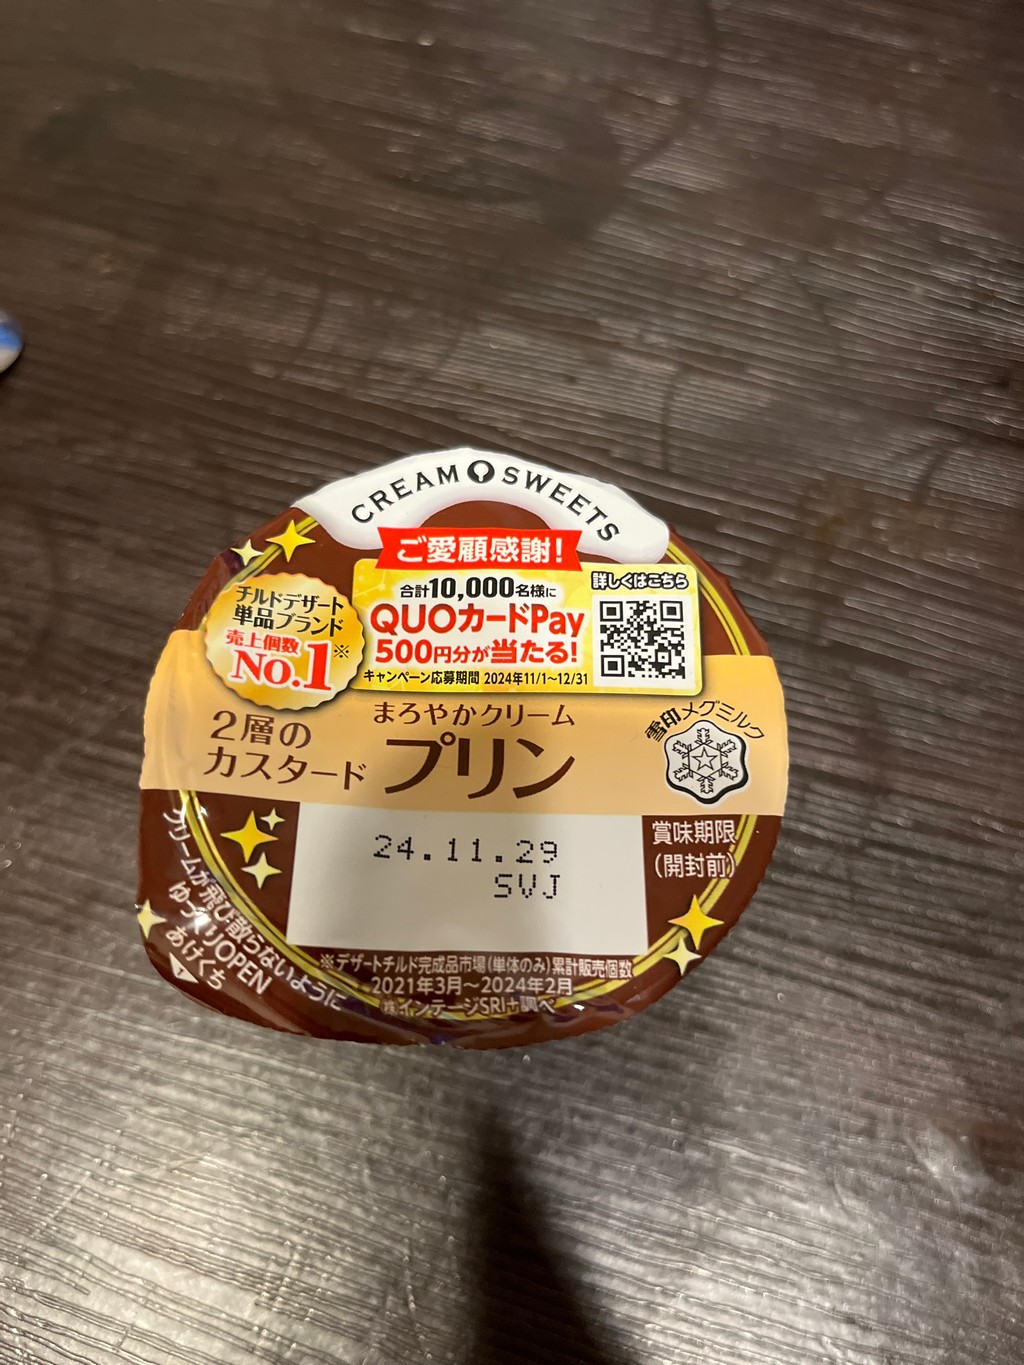 CREAM SWEETS
ご愛顧感謝!
合計10,000名様に
QUOカードPay
500円分が当たる!
キャンペーン応募期間 2024年11/1〜12/31
詳しくはこちら
チルドデザート
単品ブランド
売上個数
No.1※
2層の
カスタード
まろやかクリーム
プリン
雪印メグミルク
24.11.29
SVJ
賞味期限
(開封前)
クリームが飛び散らないように
ゆっくりOPEN
あけくち
※デザートチルド完成品市場(単体のみ)累計販売個数
2021年3月〜2024年2月
㈱インテージSRI+調べ